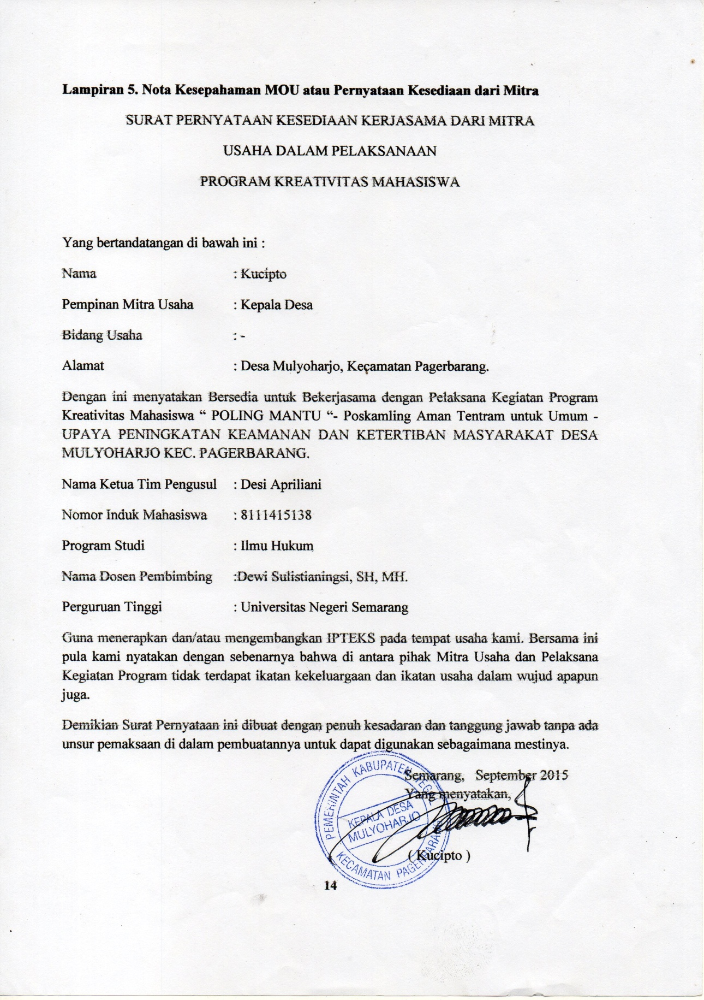 Lampiran 5. Nota Kesepahaman MOU atau Pernyataan Kesediaan dari Mitra
SURAT PERNYATAAN KESEDIAAN KERJASAMA DARI MITRA
USAHA DALAM PELAKSANAAN
PROGRAM KREATIVITAS MAHASISWA
Yang bertandatangan di bawah ini :
Nama : Kucipto
Pempinan Mitra Usaha : Kepala Desa
Bidang Usaha : -
Alamat : Desa Mulyoharjo, Kecamatan Pagerbarang.
Dengan ini menyatakan Bersedia untuk Bekerjasama dengan Pelaksana Kegiatan Program
Kreativitas Mahasiswa “ POLING MANTU “- Poskamling Aman Tentram untuk Umum -
UPAYA PENINGKATAN KEAMANAN DAN KETERTIBAN MASYARAKAT DESA
MULYOHARJO KEC. PAGERBARANG.
Nama Ketua Tim Pengusul : Desi Apriliani
Nomor Induk Mahasiswa : 8111415138
Program Studi : Ilmu Hukum
Nama Dosen Pembimbing :Dewi Sulistianingsi, SH, MH.
Perguruan Tinggi : Universitas Negeri Semarang
Guna menerapkan dan/atau mengembangkan IPTEKS pada tempat usaha kami. Bersama ini
pula kami nyatakan dengan sebenarnya bahwa di antara pihak Mitra Usaha dan Pelaksana
Kegiatan Program tidak terdapat ikatan kekeluargaan dan ikatan usaha dalam wujud apapun
juga.
Demikian Surat Pernyataan ini dibuat dengan penuh kesadaran dan tanggung jawab tanpa ada
unsur pemaksaan di dalam pembuatannya untuk dapat digunakan sebagaimana mestinya.
Semarang, September 2015
Yang menyatakan,
PEMERINTAH KABUPATEN TEGAL
KEPALA DESA
MULYOHARJO
KECAMATAN PAGERBARANG
( Kucipto )
14